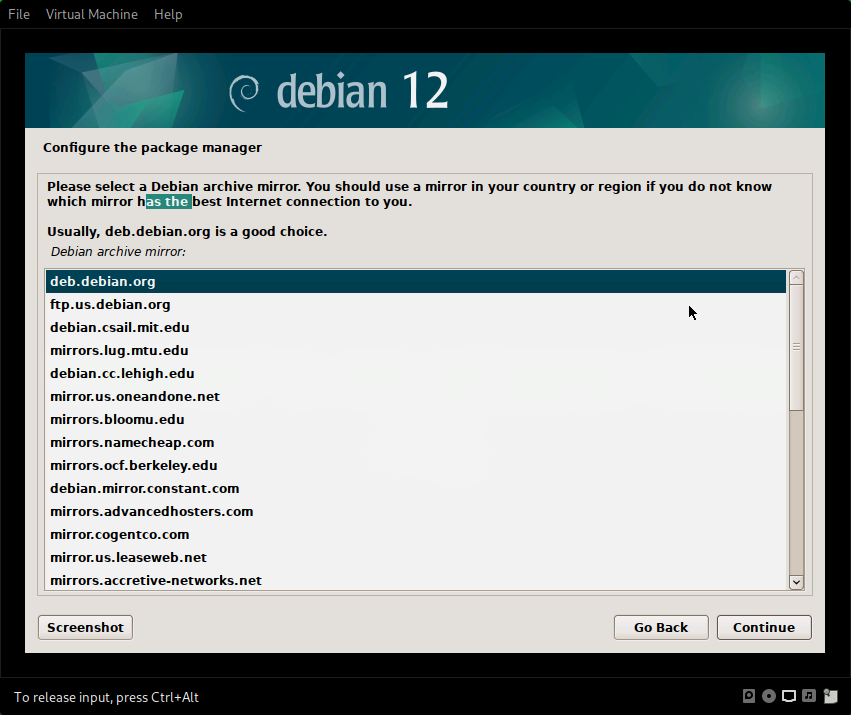 File Virtual Machine Help
debian 12
Configure the package manager
Please select a Debian archive mirror. You should use a mirror in your country or region if you do not know
which mirror has the best Internet connection to you.
Usually, deb.debian.org is a good choice.
Debian archive mirror:
deb.debian.org
ftp.us.debian.org
debian.csail.mit.edu
mirrors.lug.mtu.edu
debian.cc.lehigh.edu
mirror.us.oneandone.net
mirrors.bloomu.edu
mirrors.namecheap.com
mirrors.ocf.berkeley.edu
debian.mirror.constant.com
mirrors.advancedhosters.com
mirror.cogentco.com
mirror.us.leaseweb.net
mirrors.accretive-networks.net
Screenshot Go Back Continue
To release input, press Ctrl+Alt